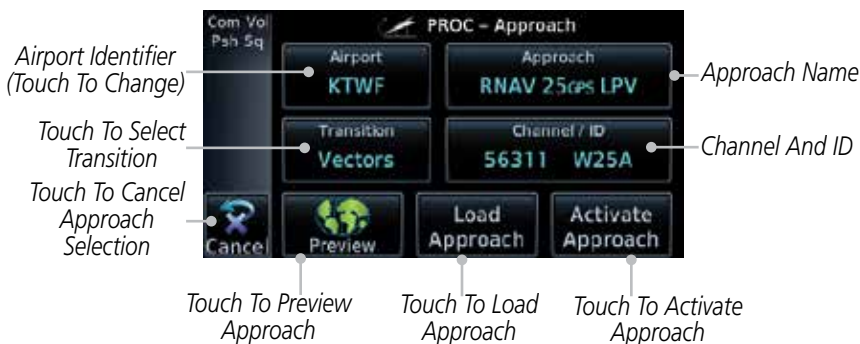 Com Vol
Psh Sq
PROC – Approach
Airport Identifier
(Touch To Change)
Airport
KTWF
Approach
RNAV 25GPS LPV
Approach Name
Touch To Select
Transition
Transition
Vectors
Channel / ID
56311 W25A
Channel And ID
Touch To Cancel
Approach
Selection
Cancel
Preview
Load
Approach
Activate
Approach
Touch To Preview
Approach
Touch To Load
Approach
Touch To Activate
Approach